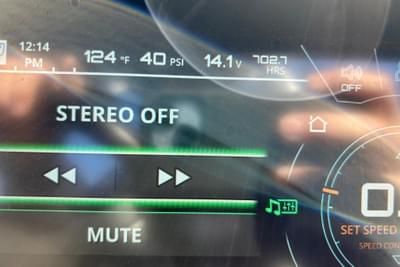 12:14
PM
124 °F 40 PSI 14.1 V 702.7
HRS
OFF
STEREO OFF
MUTE
0.
SET SPEED
SPEED CON